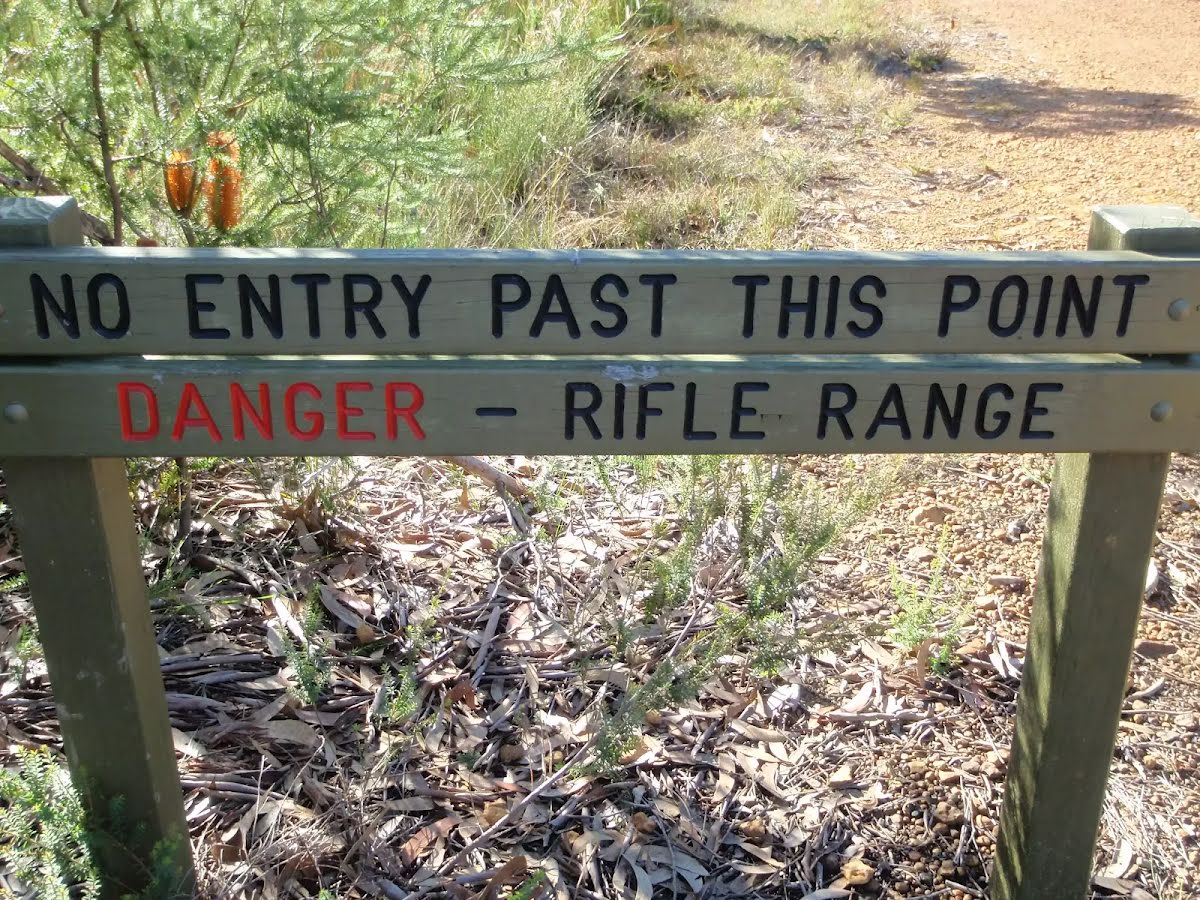 NO ENTRY PAST THIS POINT
DANGER - RIFLE RANGE